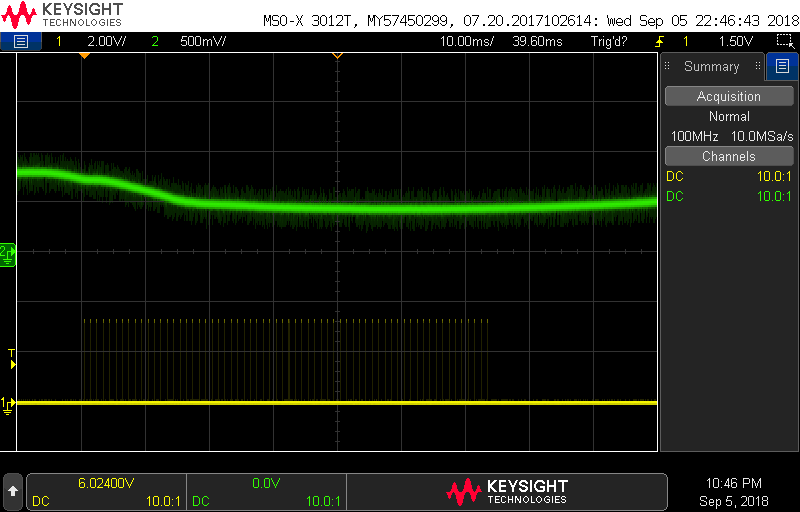 KEYSIGHT
TECHNOLOGIES
MSO-X 3012T, MY57450299, 07.20.2017102614: Wed Sep 05 22:46:43 2018
1 2.00V/ 2 500mV/ 10.00ms/ 39.60ms Trig'd? 1 1.50V
Summary
Acquisition
Normal
100MHz 10.0MSa/s
Channels
DC 10.0:1
DC 10.0:1
2
T
1
6.02400V
DC 10.0:1
0.0V
DC 10.0:1
KEYSIGHT
TECHNOLOGIES
10:46 PM
Sep 5, 2018